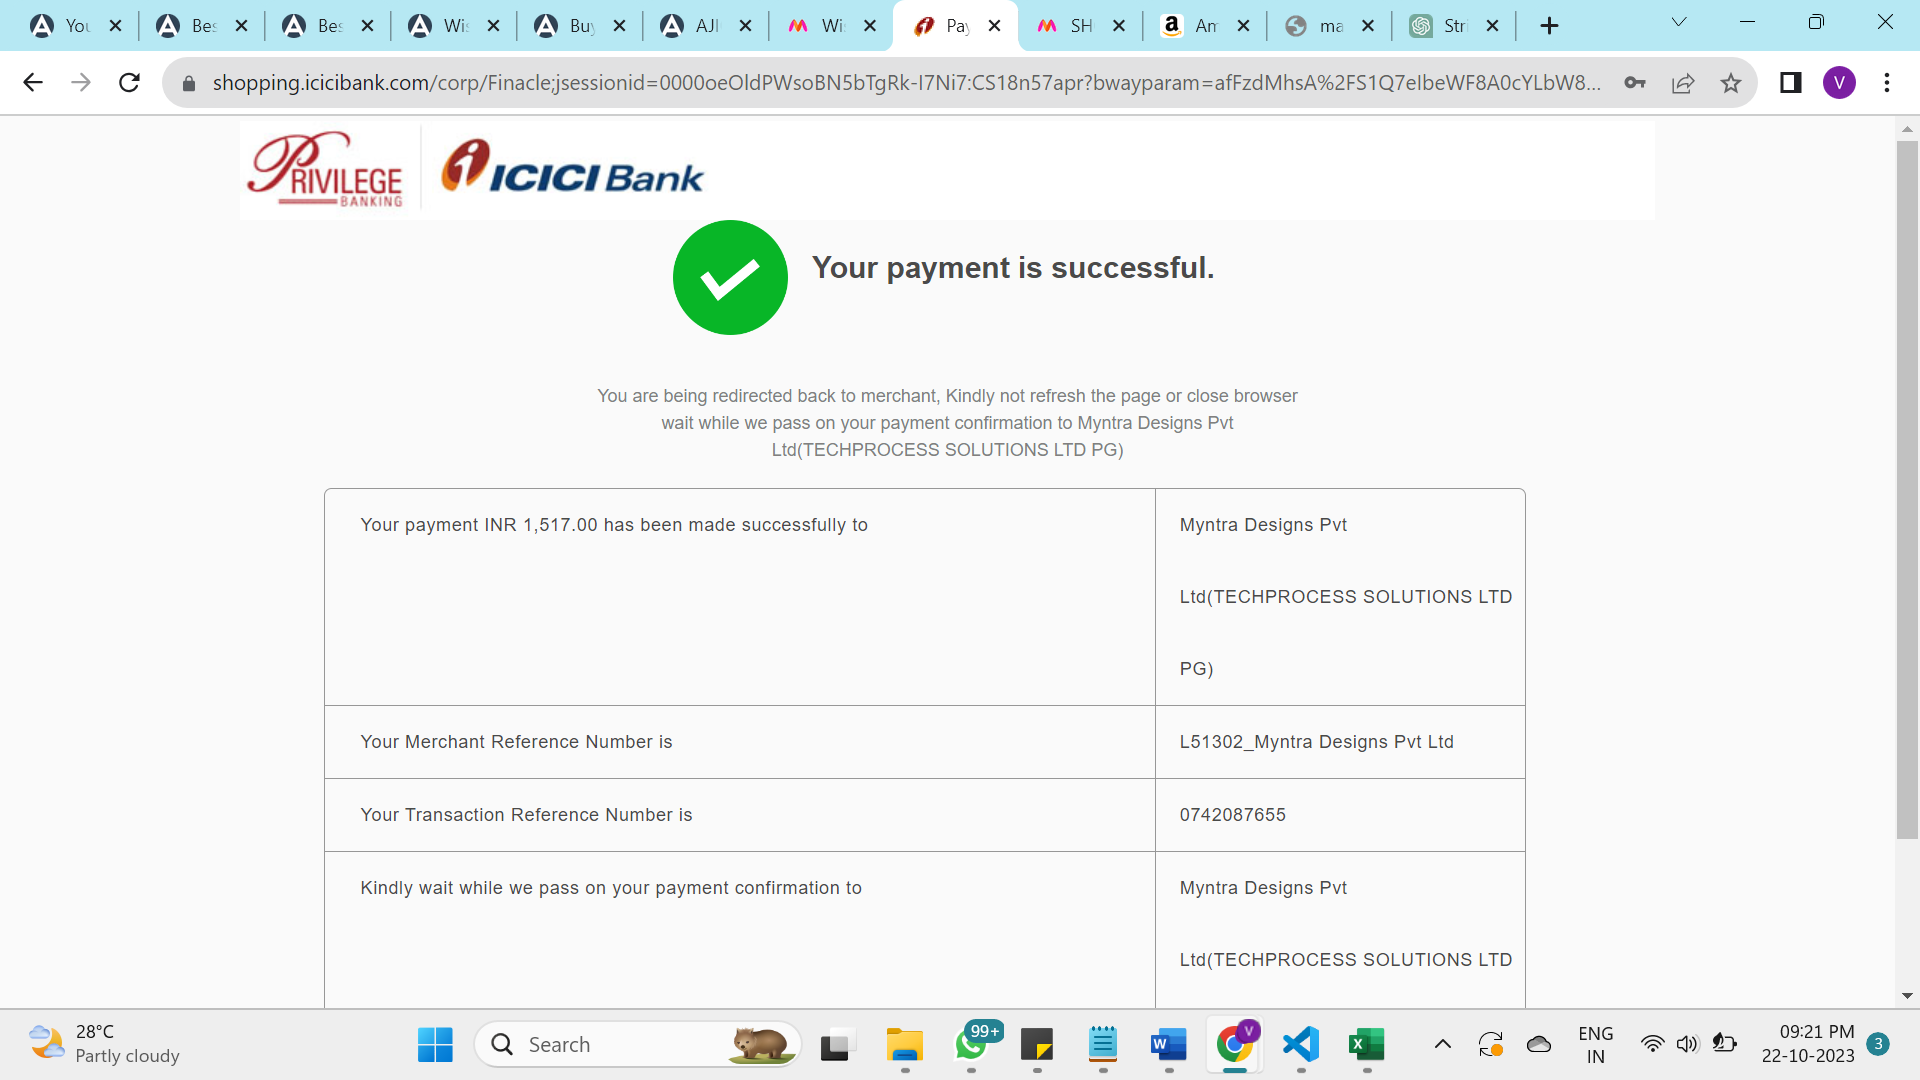 You
Bes
Bes
Wis
Buy
AJI
Wis
Pay
SH
Am
ma
Stri
shopping.icicibank.com/corp/Finacle;jsessionid=0000oeOldPWsoBN5bTgRk-I7Ni7:CS18n57apr?bwayparam=afFzdMhsA%2FS1Q7eIbeWF8A0cYLbW8...
V
PRIVILEGE
BANKING
ICICI Bank
Your payment is successful.
You are being redirected back to merchant, Kindly not refresh the page or close browser
wait while we pass on your payment confirmation to Myntra Designs Pvt
Ltd(TECHPROCESS SOLUTIONS LTD PG)
Your payment INR 1,517.00 has been made successfully to
Myntra Designs Pvt
Ltd(TECHPROCESS SOLUTIONS LTD
PG)
Your Merchant Reference Number is
L51302_Myntra Designs Pvt Ltd
Your Transaction Reference Number is
0742087655
Kindly wait while we pass on your payment confirmation to
Myntra Designs Pvt
Ltd(TECHPROCESS SOLUTIONS LTD
28°C
Partly cloudy
Search
99+
V
ENG
IN
09:21 PM
22-10-2023
3